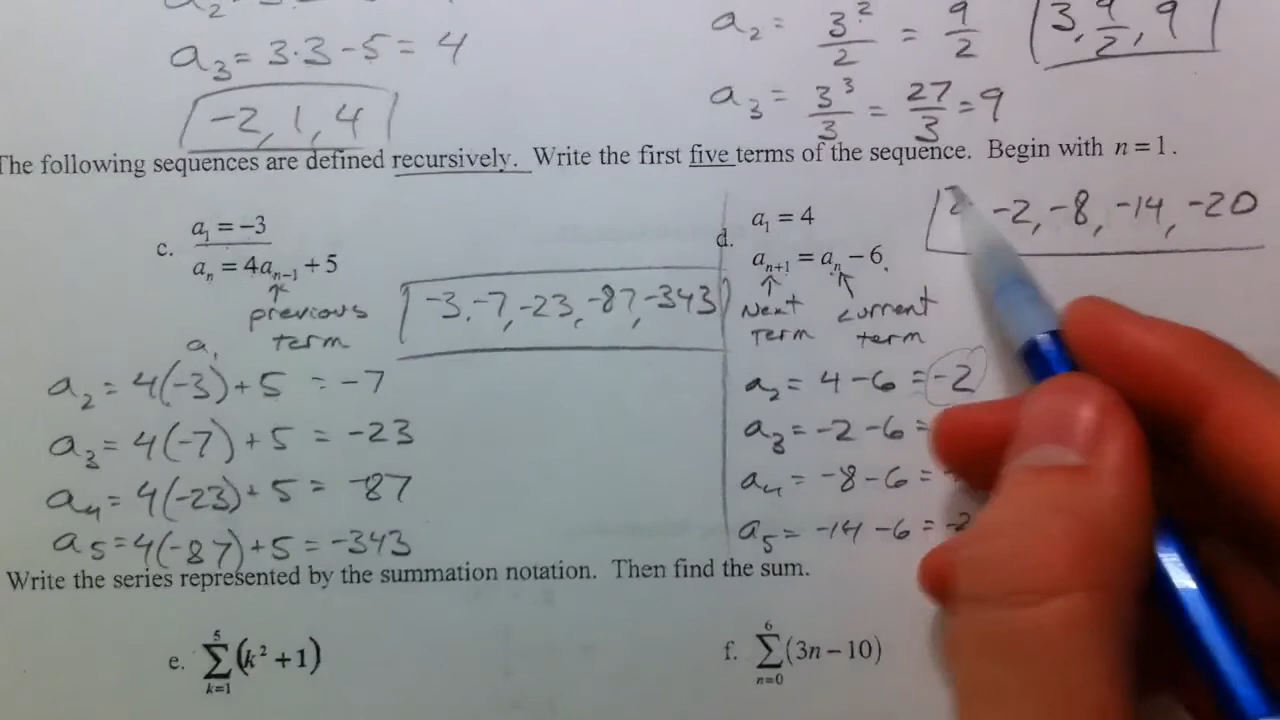 a₂ =
a₃ = 3·3 - 5 = 4
-2, 1, 4
a₂ = 3²/2 = 9/2
3, 9/2, 9
a₃ = 3³/3 = 27/3 = 9
The following sequences are defined recursively. Write the first five terms of the sequence. Begin with n = 1.
c. a₁ = -3
aₙ = 4aₙ₋₁ + 5
previous
term
a₁
-3, -7, -23, -87, -343
a₂ = 4(-3) + 5 = -7
a₃ = 4(-7) + 5 = -23
a₄ = 4(-23) + 5 = -87
a₅ = 4(-87) + 5 = -343
d. a₁ = 4
aₙ₊₁ = aₙ - 6.
-2, -8, -14, -20
Next current
Term term
a₂ = 4 - 6 = -2
a₃ = -2 - 6 =
a₄ = -8 - 6 =
a₅ = -14 - 6 = -2
Write the series represented by the summation notation. Then find the sum.
e. 5 ∑ k=1 (k² + 1)
f. 6 ∑ n=0 (3n - 10)